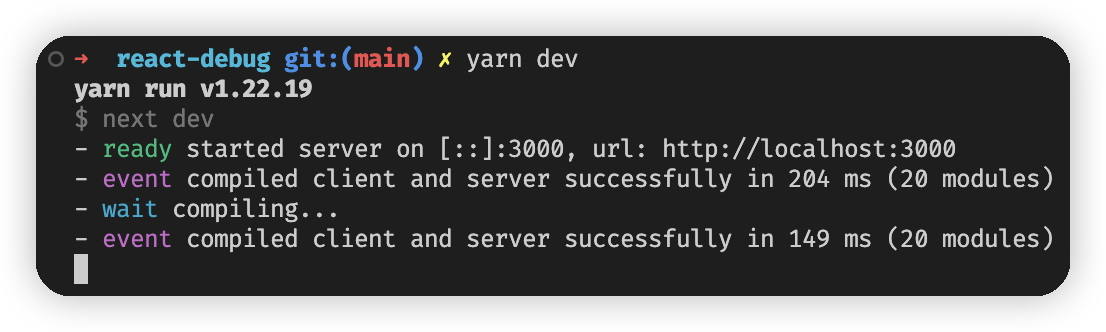 ➜ react-debug git:(main) ✗ yarn dev
yarn run v1.22.19
$ next dev
- ready started server on [::]:3000, url: http://localhost:3000
- event compiled client and server successfully in 204 ms (20 modules)
- wait compiling...
- event compiled client and server successfully in 149 ms (20 modules)